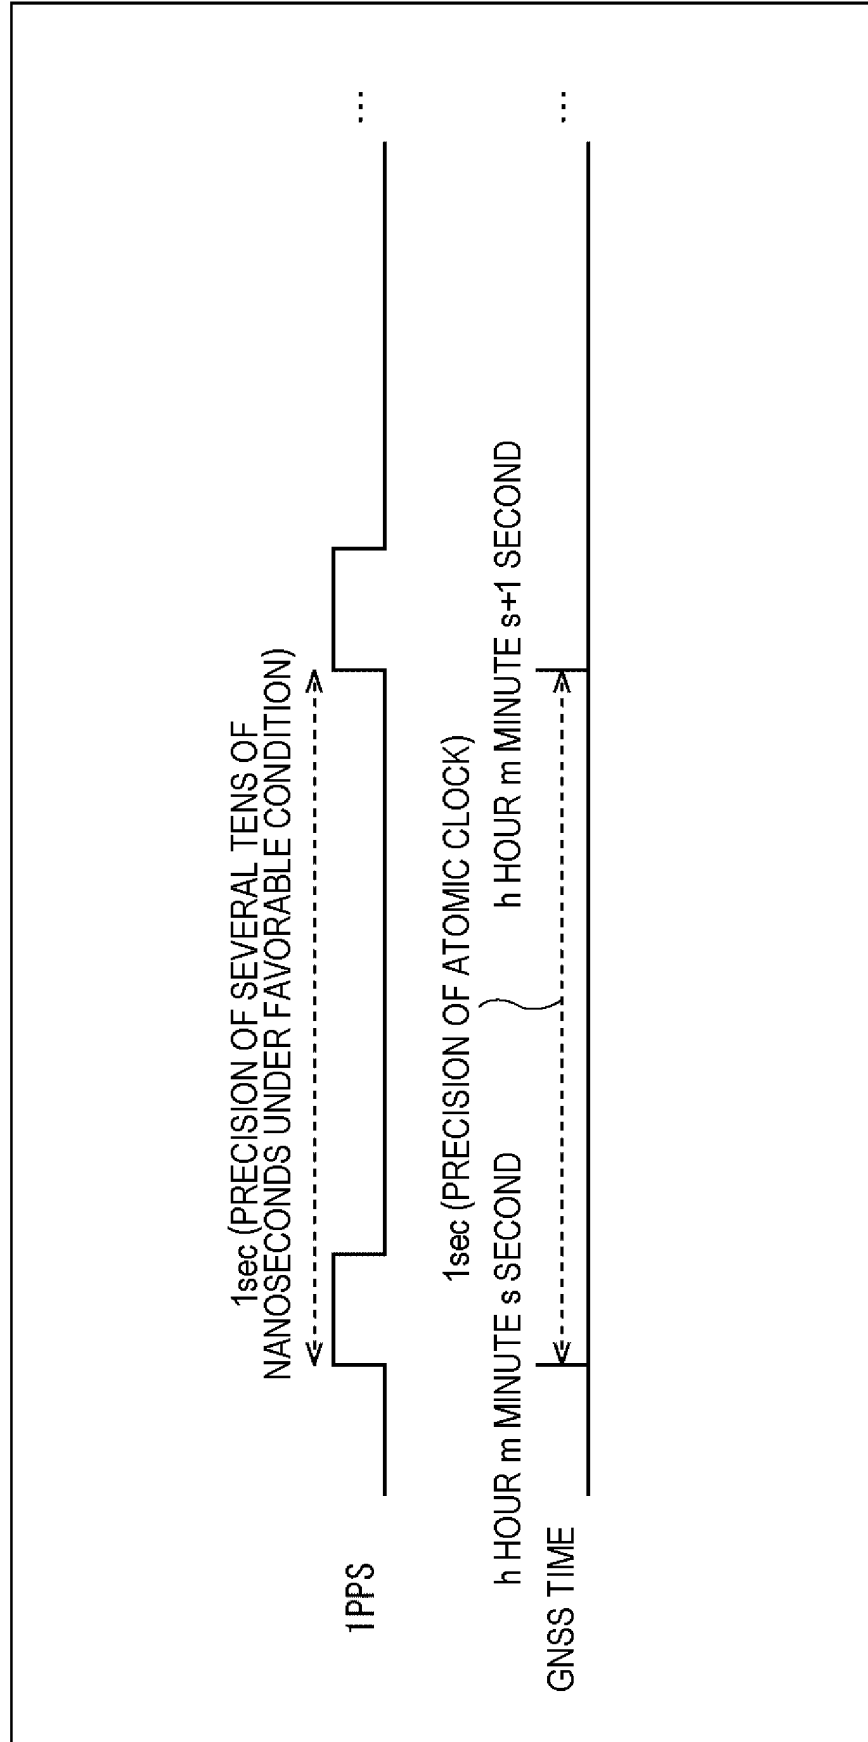 1sec (PRECISION OF SEVERAL TENS OF
NANOSECONDS UNDER FAVORABLE CONDITION)
1PPS
...
1sec (PRECISION OF ATOMIC CLOCK)
h HOUR m MINUTE s SECOND
h HOUR m MINUTE s+1 SECOND
GNSS TIME
...